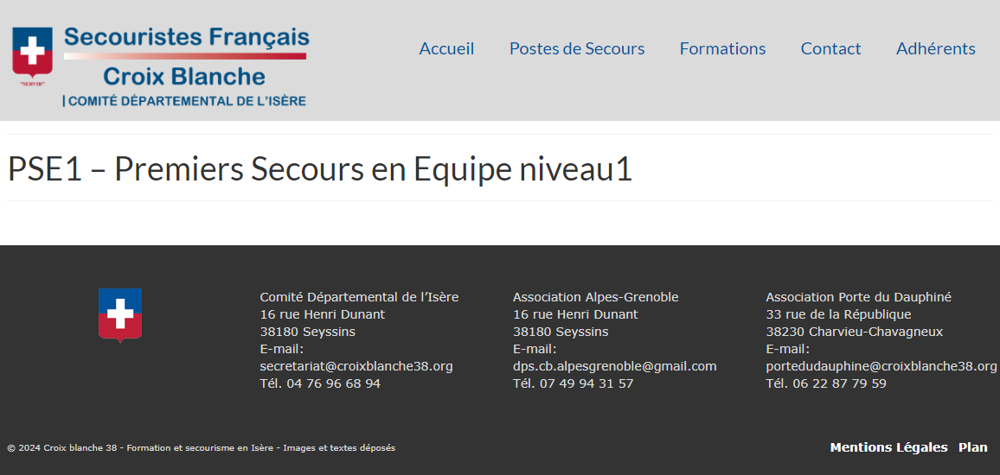 Secouristes Français
Croix Blanche
COMITÉ DÉPARTEMENTAL DE L'ISÈRE
"SERVIR"
Accueil Postes de Secours Formations Contact Adhérents
PSE1 – Premiers Secours en Equipe niveau1
Comité Départemental de l'Isère
16 rue Henri Dunant
38180 Seyssins
E-mail:
secretariat@croixblanche38.org
Tél. 04 76 96 68 94
Association Alpes-Grenoble
16 rue Henri Dunant
38180 Seyssins
E-mail:
dps.cb.alpesgrenoble@gmail.com
Tél. 07 49 94 31 57
Association Porte du Dauphiné
33 rue de la République
38230 Charvieu-Chavagneux
E-mail:
portedudauphine@croixblanche38.org
Tél. 06 22 87 79 59
© 2024 Croix blanche 38 - Formation et secourisme en Isère - Images et textes déposés
Mentions Légales Plan